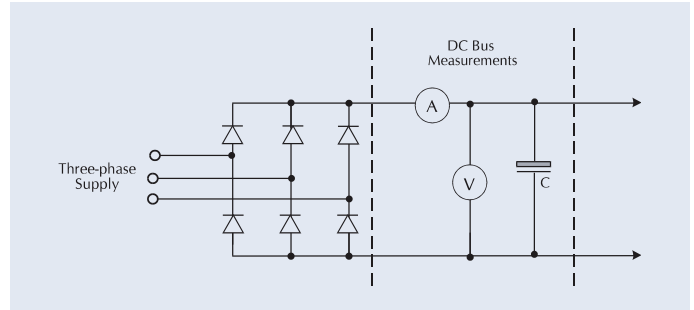 DC Bus
Measurements
A
Three-phase
Supply
V
C